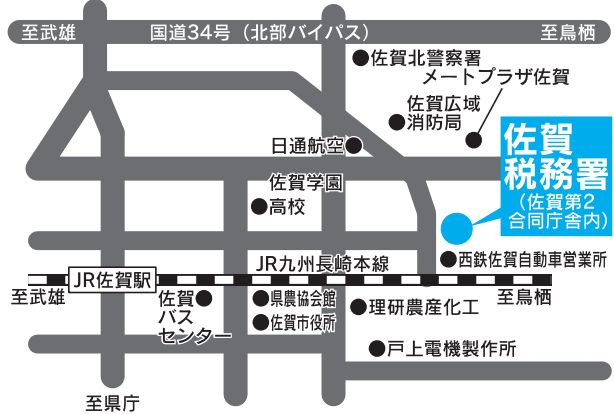 至武雄
国道34号（北部バイパス）
至鳥栖
佐賀北警察署
メートプラザ佐賀
佐賀広域
消防局
日通航空
佐賀
税務署
（佐賀第2
合同庁舎内）
佐賀学園
高校
西鉄佐賀自動車営業所
JR九州長崎本線
JR佐賀駅
至武雄
至鳥栖
佐賀
バス
センター
県農協会館
佐賀市役所
理研農産化工
戸上電機製作所
至県庁